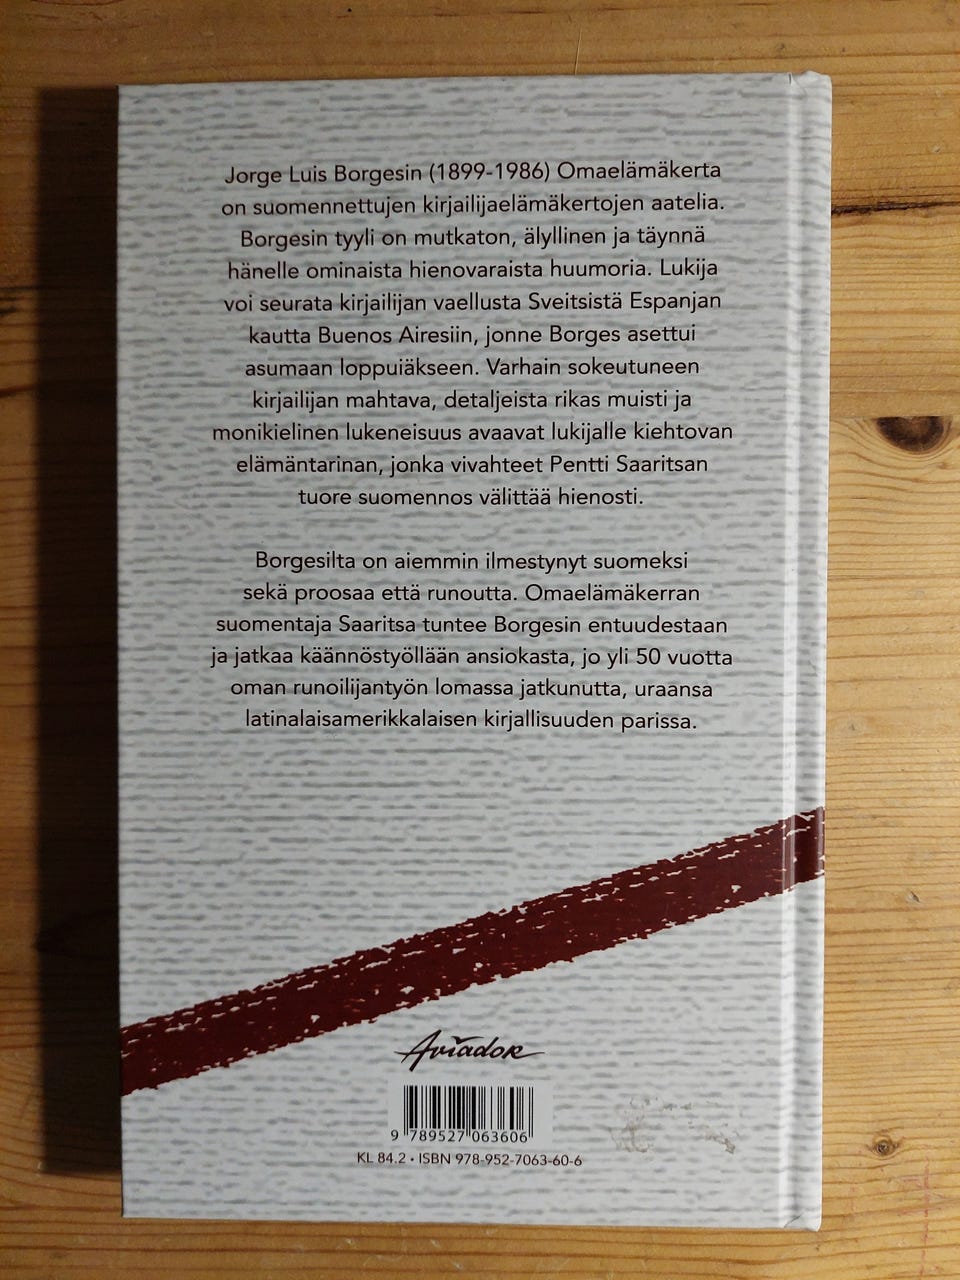 Jorge Luis Borgesin (1899-1986) Omaelämäkerta
on suomennettujen kirjailijaelämäkertojen aatelia.
Borgesin tyyli on mutkaton, älyllinen ja täynnä
hänelle ominaista hienovaraista huumoria. Lukija
voi seurata kirjailijan vaellusta Sveitsistä Espanjan
kautta Buenos Airesiin, jonne Borges asettui
asumaan loppuiäkseen. Varhain sokeutuneen
kirjailijan mahtava, detaljeista rikas muisti ja
monikielinen lukeneisuus avaavat lukijalle kiehtovan
elämäntarinan, jonka vivahteet Pentti Saaritsan
tuore suomennos välittää hienosti.
Borgesilta on aiemmin ilmestynyt suomeksi
sekä proosaa että runoutta. Omaelämäkerran
suomentaja Saaritsa tuntee Borgesin entuudestaan
ja jatkaa käännöstyöllään ansiokasta, jo yli 50 vuotta
oman runoilijantyön lomassa jatkunutta, uraansa
latinalaisamerikkalaisen kirjallisuuden parissa.
Aviador
9 789527 063606
KL 84.2 • ISBN 978-952-7063-60-6